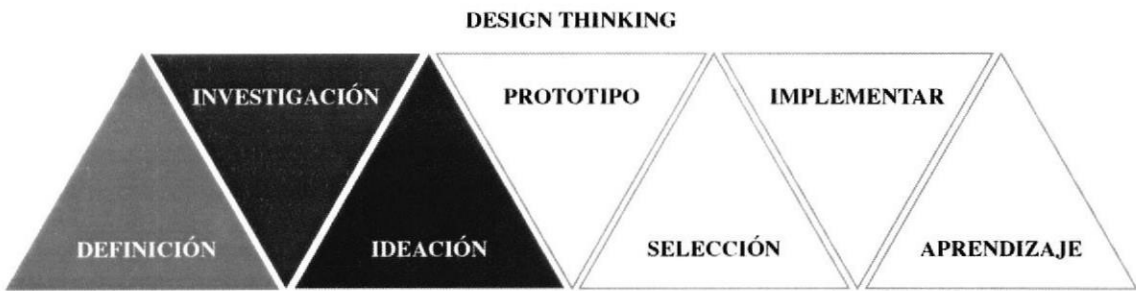 DESIGN THINKING
INVESTIGACIÓN
PROTOTIPO
IMPLEMENTAR
DEFINICIÓN
IDEACIÓN
SELECCIÓN
APRENDIZAJE